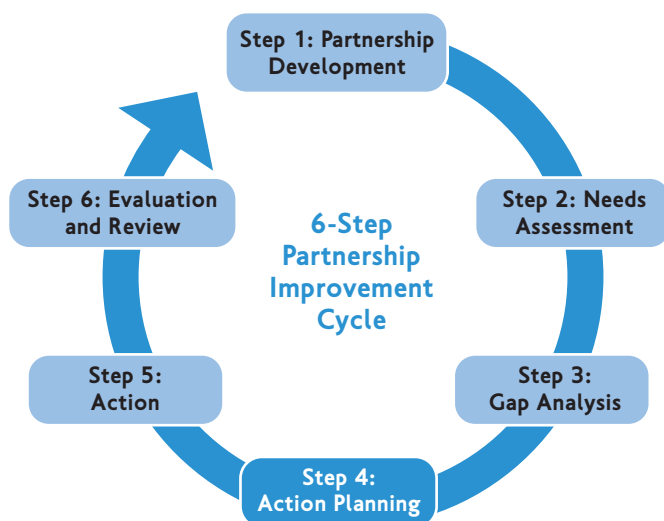 Step 1: Partnership
Development
Step 2: Needs
Assessment
Step 3:
Gap Analysis
Step 4:
Action Planning
Step 5:
Action
Step 6: Evaluation
and Review
6-Step
Partnership
Improvement
Cycle